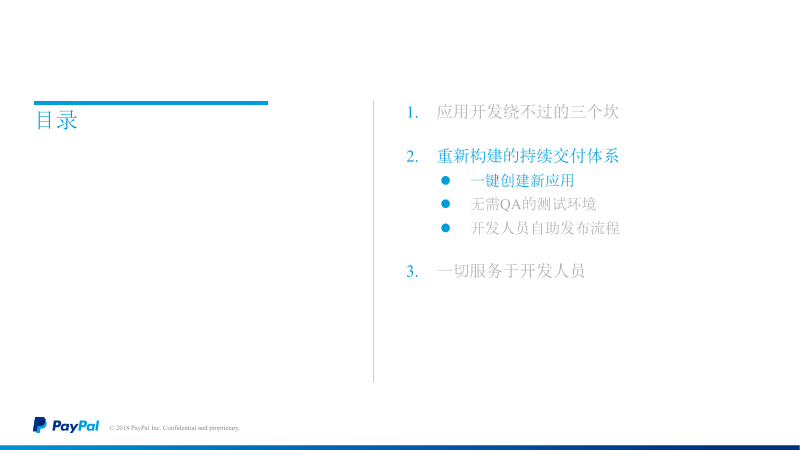 目录
1. 应用开发绕不过的三个坎
2. 重新构建的持续交付体系
● 一键创建新应用
● 无需QA的测试环境
● 开发人员自助发布流程
3. 一切服务于开发人员
PayPal © 2018 PayPal Inc. Confidential and proprietary.